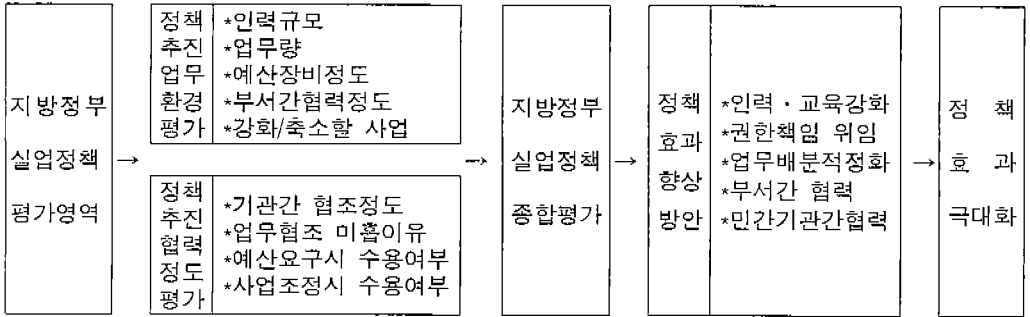 지방정부
실업정책
평가영역
→
정책
추진
업무
환경
평가
*인력규모
*업무량
*예산장비정도
*부서간협력정도
*강화/축소할 사업
정책
추진
협력
정도
평가
*기관간 협조정도
*업무협조 미흡이유
*예산요구시 수용여부
*사업조정시 수용여부
→
지방정부
실업정책
종합평가
→
정책
효과
향상
방안
*인력·교육강화
*권한책임 위임
*업무배분적정화
*부서간 협력
*민간기관간협력
→
정 책
효 과
극대화